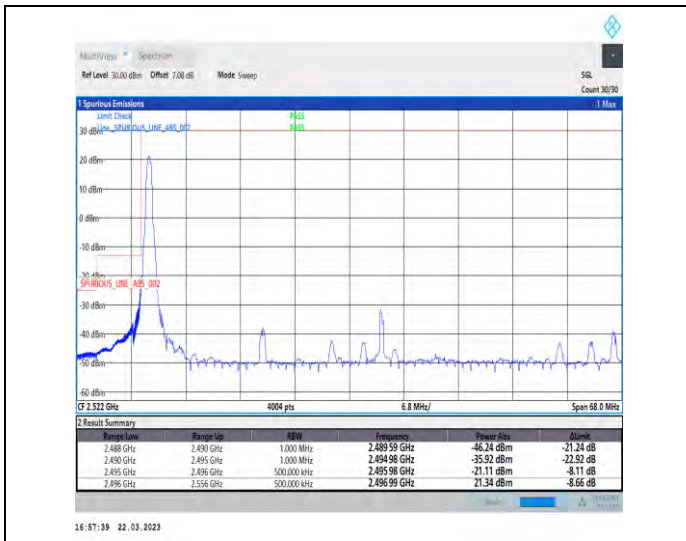 MultiView Spectrum
Ref Level 30.00 dBm Offset 7.08 dB Mode Sweep SGL
Count 30/30
1 Spurious Emissions 1 Max
Limit Check PASS
Line _SPURIOUS_LINE_ABS_002 PASS
30 dBm
20 dBm
10 dBm
0 dBm
-10 dBm
-20 dBm
SPURIOUS_LINE_ABS_002
-30 dBm
-40 dBm
-50 dBm
-60 dBm
CF 2.522 GHz 4004 pts 6.8 MHz/ Span 68.0 MHz
2 Result Summary
Range Low Range Up RBW Frequency Power Abs ΔLimit
2.488 GHz 2.490 GHz 1.000 MHz 2.489 59 GHz -46.24 dBm -21.24 dB
2.490 GHz 2.495 GHz 1.000 MHz 2.494 98 GHz -35.92 dBm -22.92 dB
2.495 GHz 2.496 GHz 500.000 kHz 2.495 98 GHz -21.11 dBm -8.11 dB
2.496 GHz 2.556 GHz 500.000 kHz 2.496 99 GHz 21.34 dBm -8.66 dB
16:57:39 22.03.2023